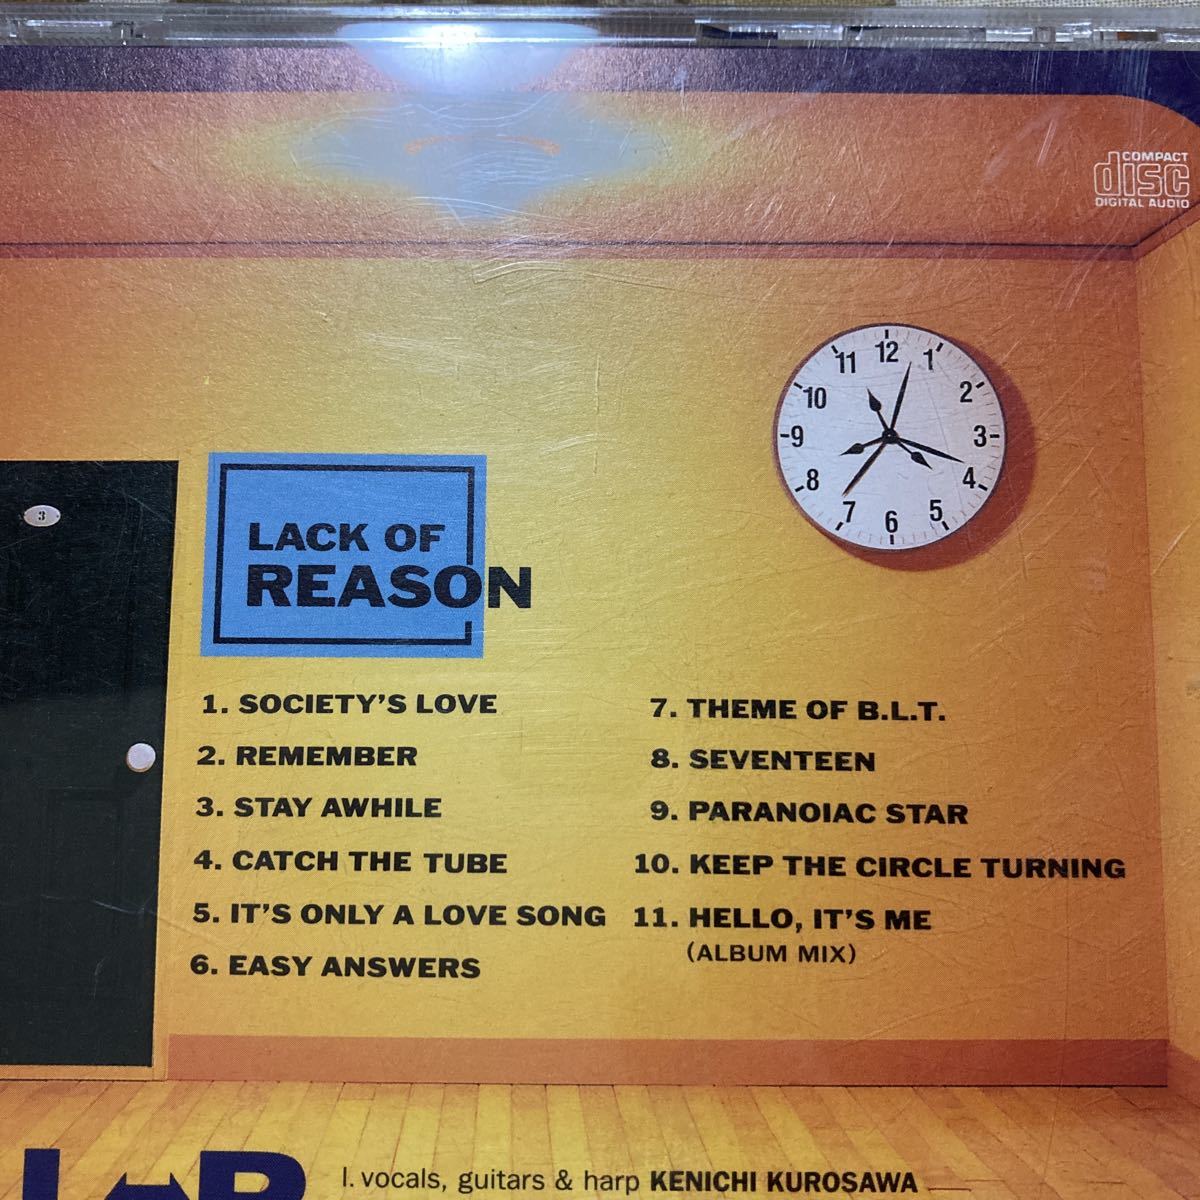 COMPACT
disc
DIGITAL AUDIO
12
1
2
3
4
5
6
7
8
9
10
11
3
LACK OF
REASON
1. SOCIETY'S LOVE
2. REMEMBER
3. STAY AWHILE
4. CATCH THE TUBE
5. IT'S ONLY A LOVE SONG
6. EASY ANSWERS
7. THEME OF B.L.T.
8. SEVENTEEN
9. PARANOIAC STAR
10. KEEP THE CIRCLE TURNING
11. HELLO, IT'S ME
(ALBUM MIX)
L↔R
l. vocals, guitars & harp KENICHI KUROSAWA